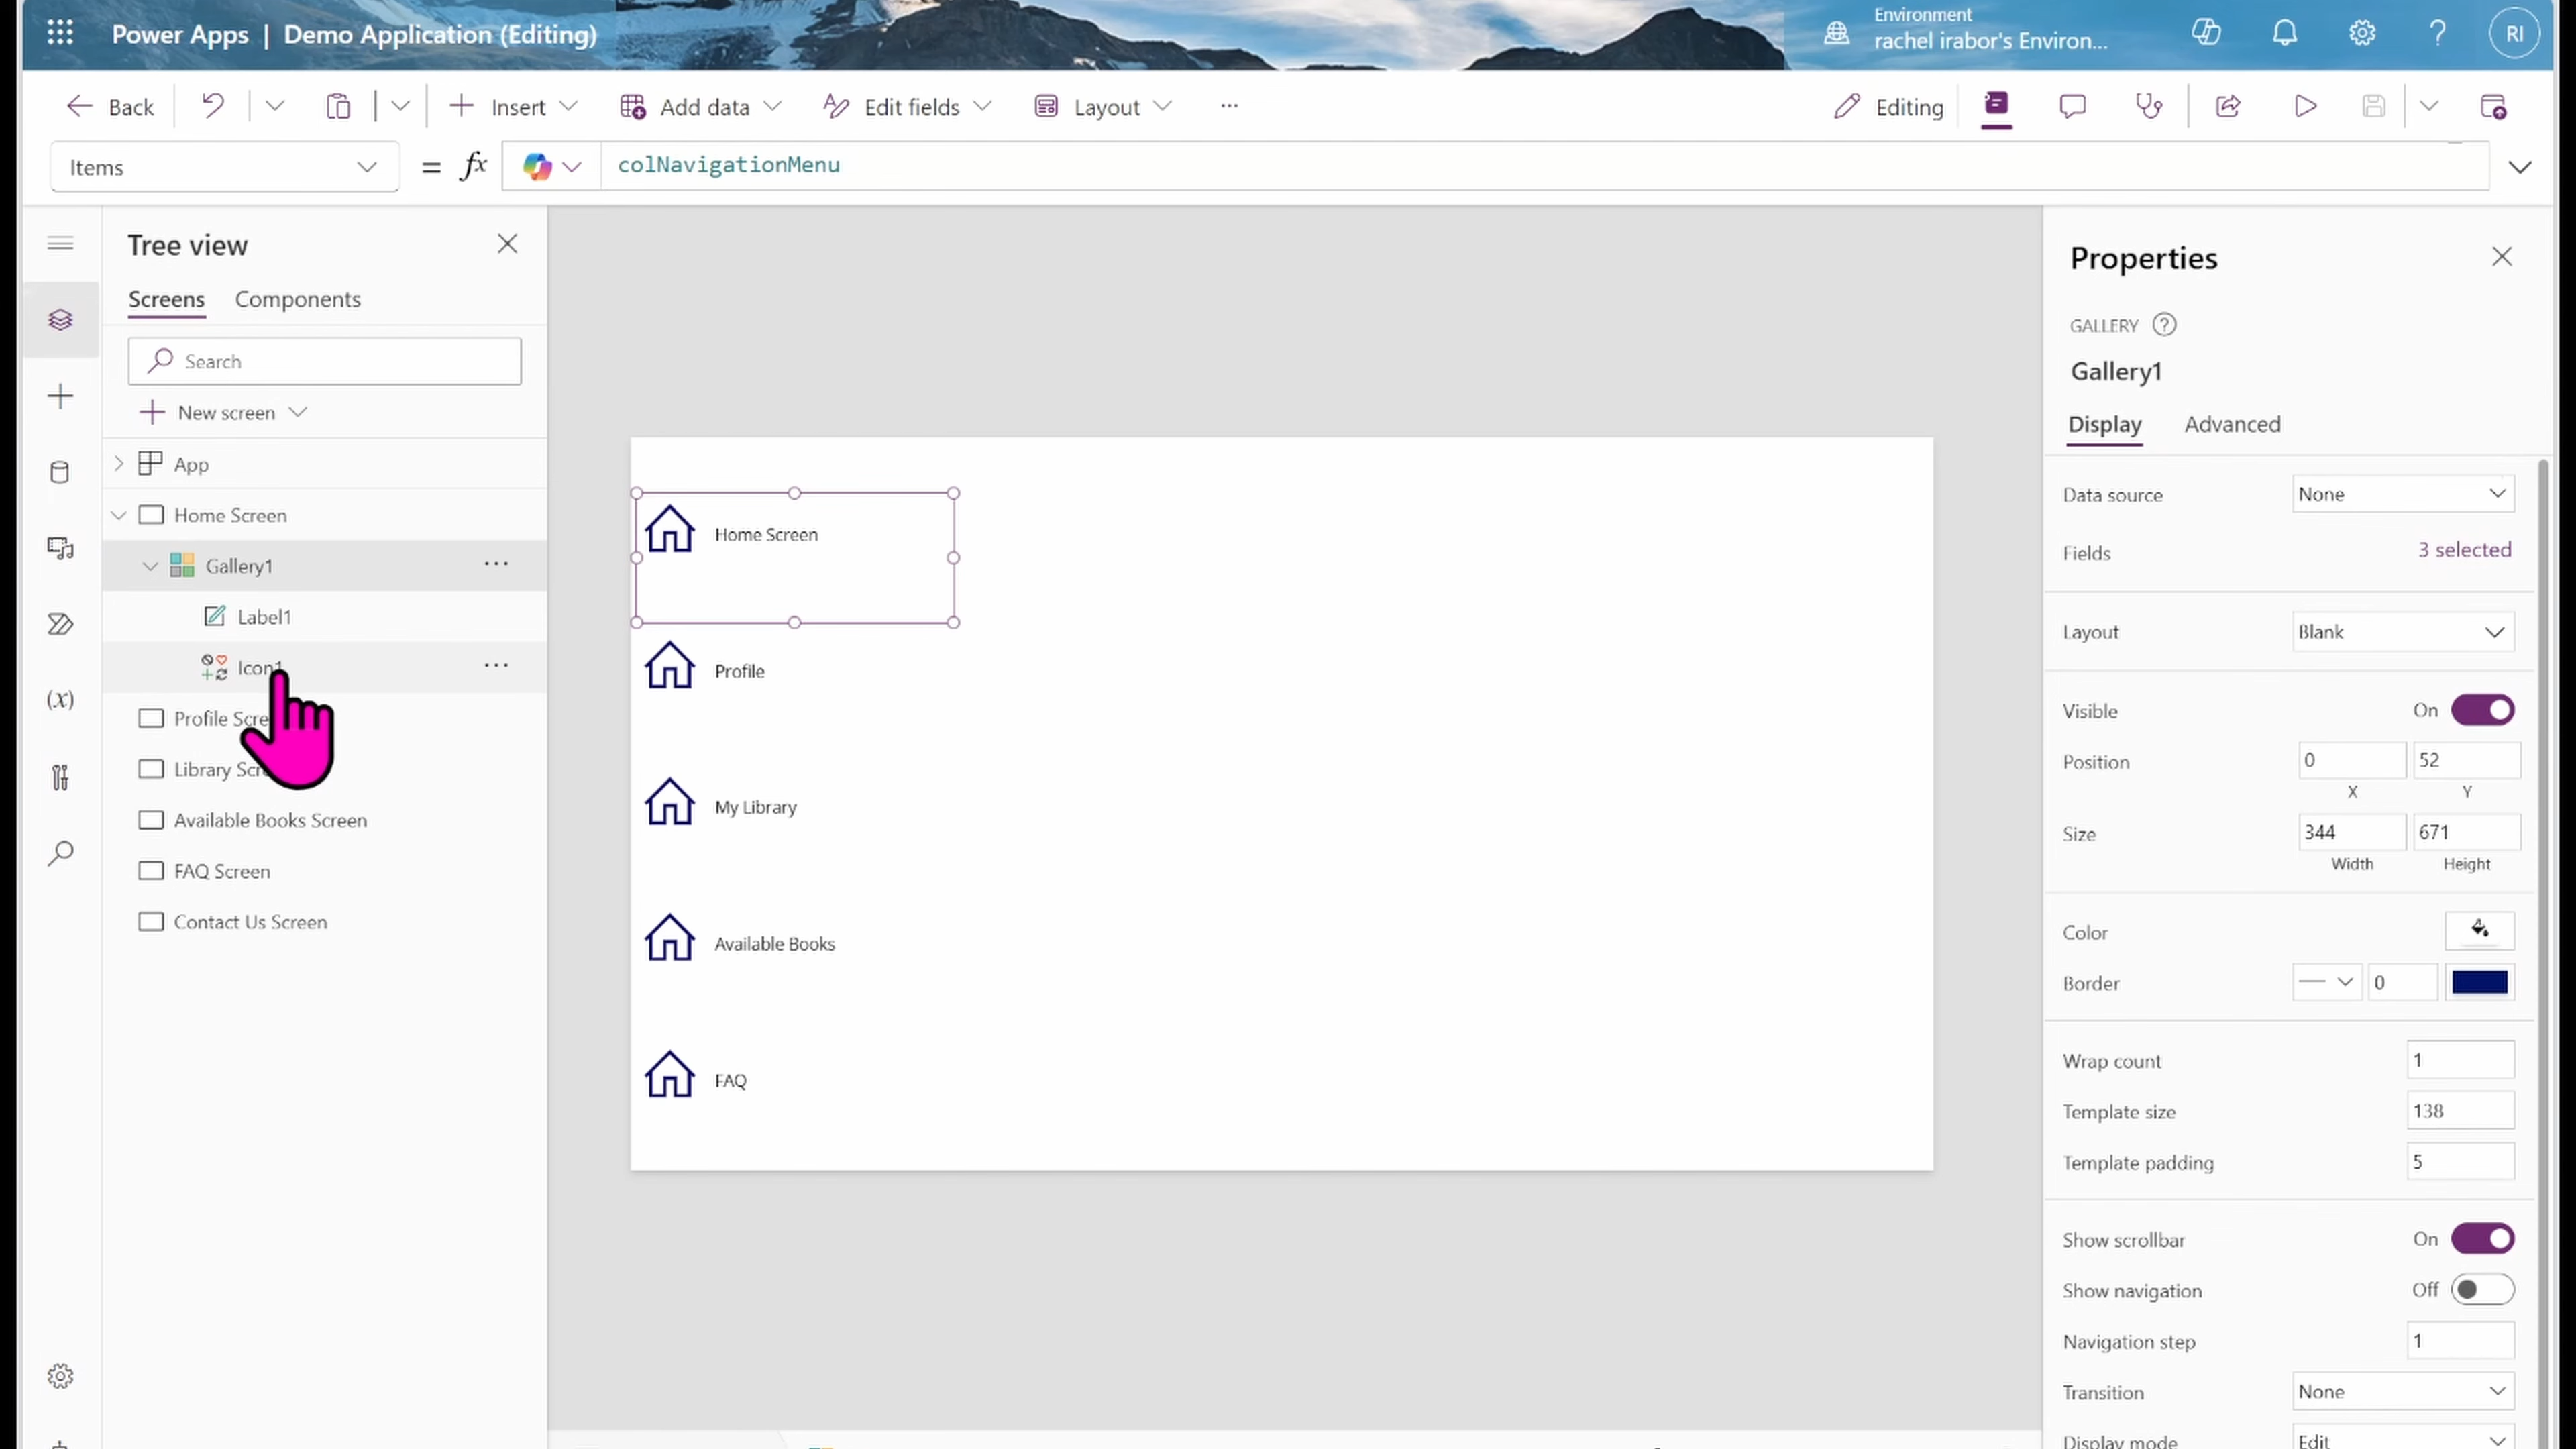 Power Apps | Demo Application (Editing)
Environment
rachel irabor's Environ...
RI
Back
Insert
Add data
Edit fields
Layout
...
Editing
Items
= fx
colNavigationMenu
Tree view
Screens
Components
Search
New screen
App
Home Screen
Gallery1
Label1
Icon1
Profile Scre
Library Scre
Available Books Screen
FAQ Screen
Contact Us Screen
(x)
Home Screen
Profile
My Library
Available Books
FAQ
Properties
GALLERY ?
Gallery1
Display
Advanced
Data source
None
Fields
3 selected
Layout
Blank
Visible
On
Position
0
52
X
Y
Size
344
671
Width
Height
Color
Border
0
Wrap count
1
Template size
138
Template padding
5
Show scrollbar
On
Show navigation
Off
Navigation step
1
Transition
None
Display mode
Edit